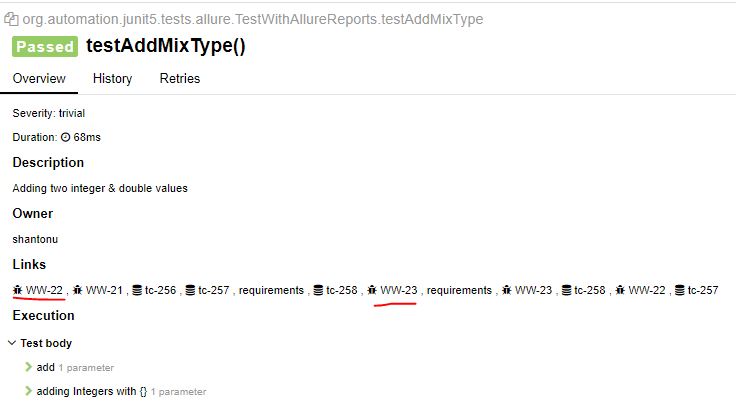 org.automation.junit5.tests.allure.TestWithAllureReports.testAddMixType
Passed testAddMixType()
Overview History Retries
Severity: trivial
Duration: 68ms
Description
Adding two integer & double values
Owner
shantonu
Links
WW-22 , WW-21 , tc-256 , tc-257 , requirements , tc-258 , WW-23 , requirements , WW-23 , tc-258 , WW-22 , tc-257
Execution
Test body
add 1 parameter
adding Integers with {} 1 parameter